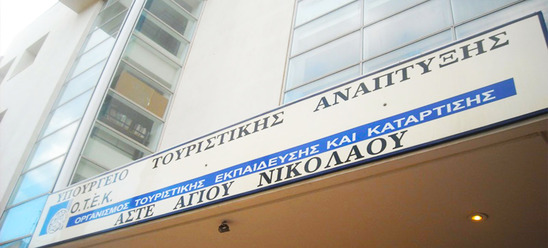 ΥΠΟΥΡΓΕΙΟ ΤΟΥΡΙΣΤΙΚΗΣ ΑΝΑΠΤΥΞΗΣ
Ο.Τ.Ε.Κ.
ΟΡΓΑΝΙΣΜΟΣ ΤΟΥΡΙΣΤΙΚΗΣ ΕΚΠΑΙΔΕΥΣΗΣ ΚΑΙ ΚΑΤΑΡΤΙΣΗΣ
ΑΣΤΕ ΑΓΙΟΥ ΝΙΚΟΛΑΟΥ